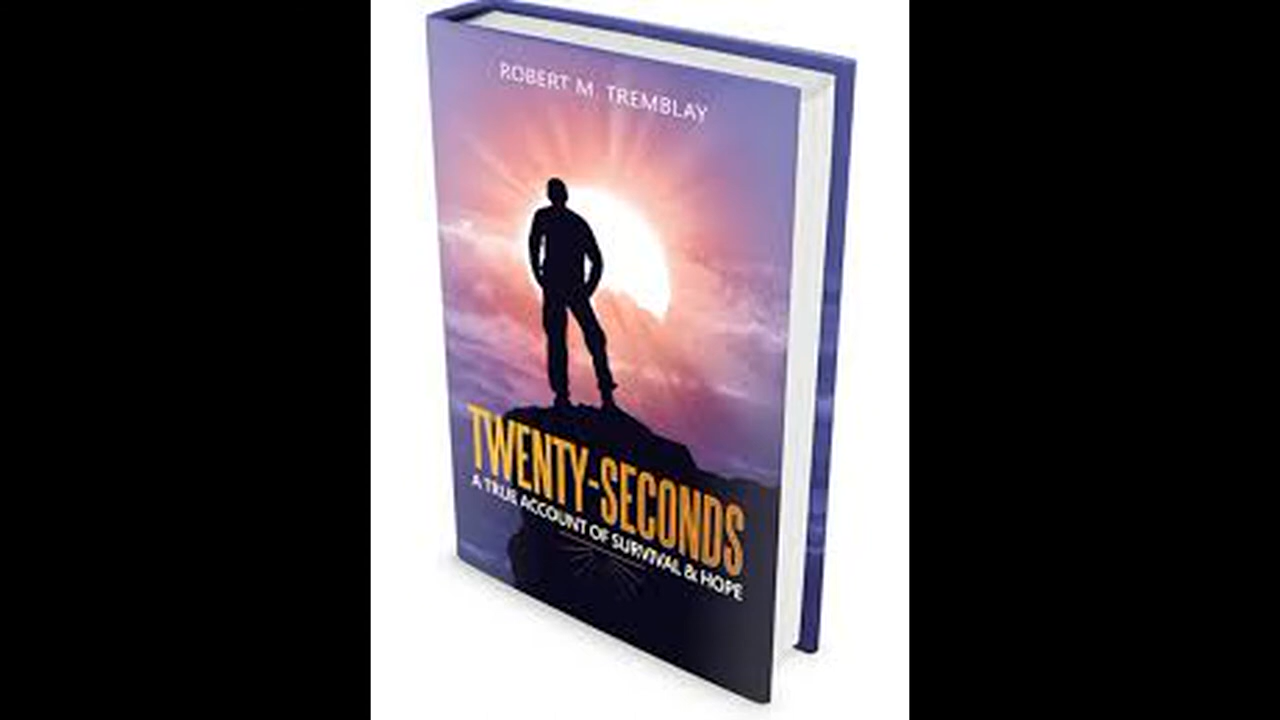 ROBERT M. TREMBLAY
TWENTY-SECONDS
A TRUE ACCOUNT OF SURVIVAL & HOPE